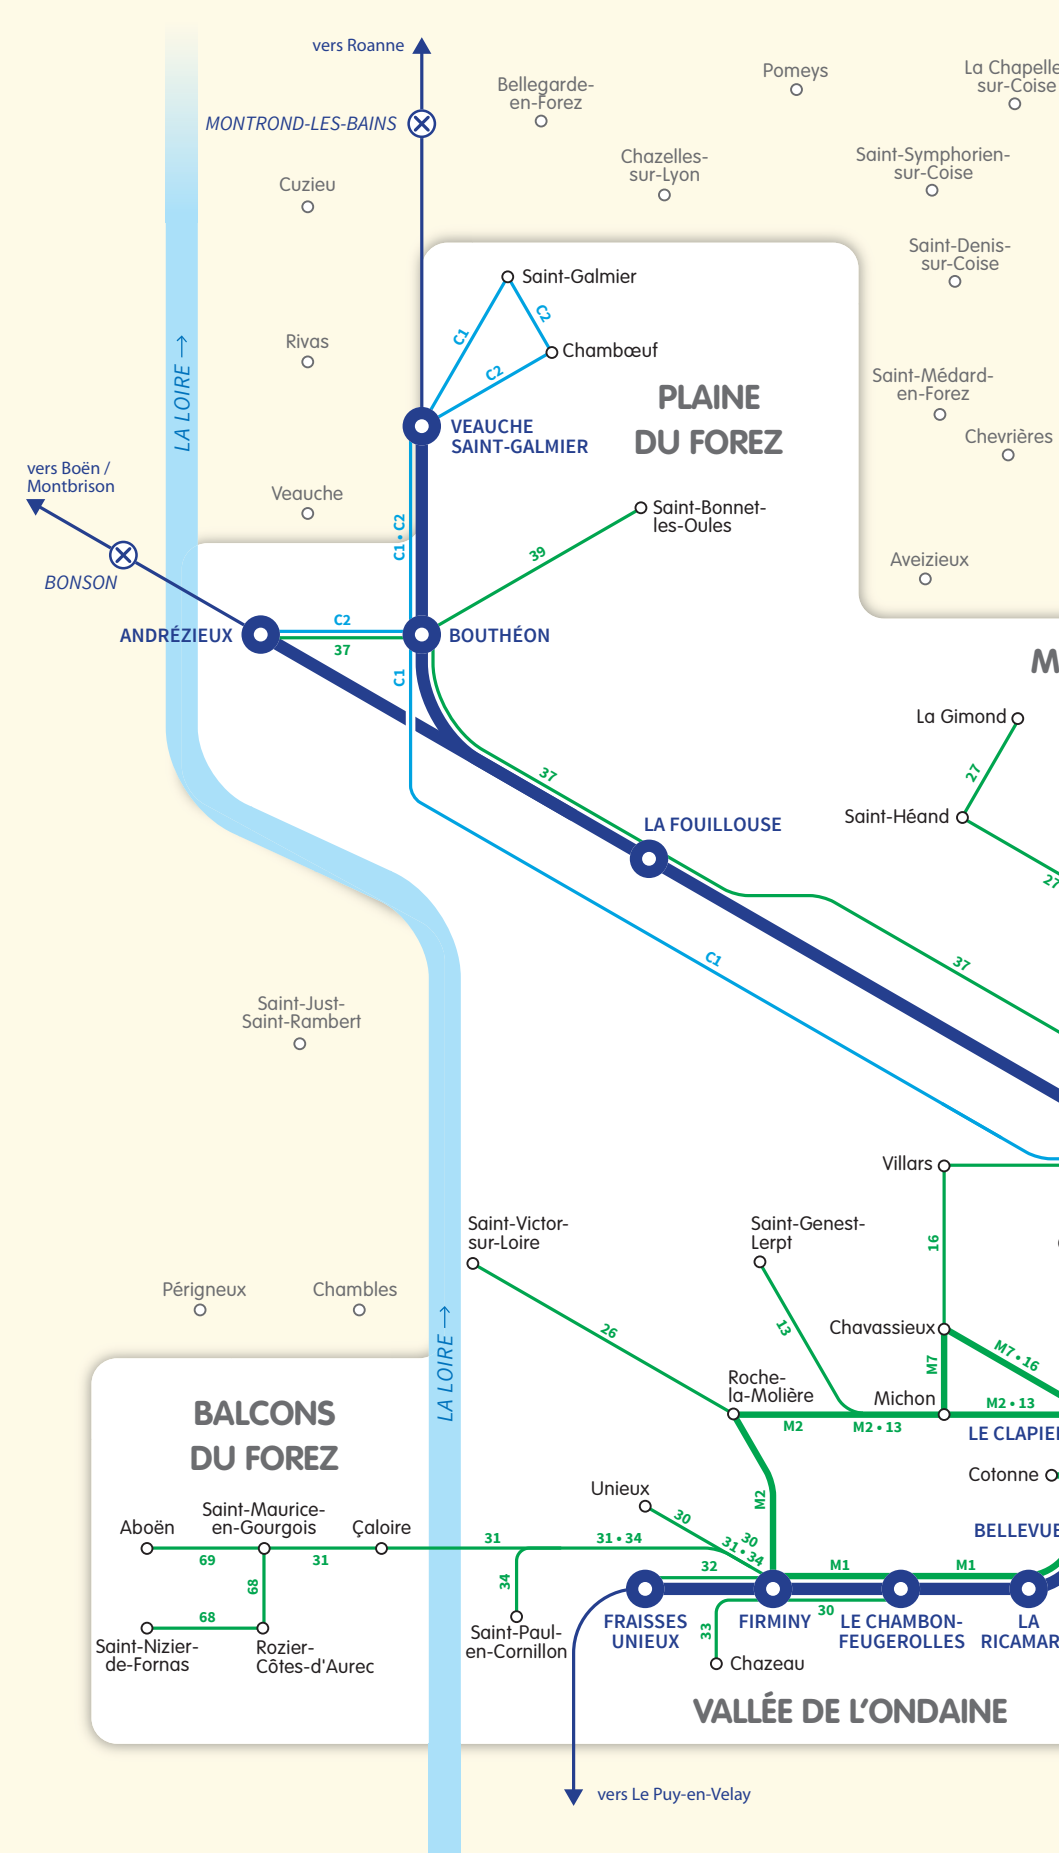 vers Roanne
MONTROND-LES-BAINS
Bellegarde-
en-Forez
Pomeys
La Chapelle
sur-Coise
Chazelles-
sur-Lyon
Saint-Symphorien-
sur-Coise
Cuzieu
Saint-Denis-
sur-Coise
Saint-Galmier
C1
C2
Rivas
Chambœuf
C2
LA LOIRE →
PLAINE
DU FOREZ
Saint-Médard-
en-Forez
Chevrières
VEAUCHE
SAINT-GALMIER
vers Boën /
Montbrison
Veauche
Saint-Bonnet-
les-Oules
C1 • C2
39
BONSON
Aveizieux
ANDRÉZIEUX
C2
37
BOUTHÉON
C1
M
La Gimond
27
37
Saint-Héand
LA FOUILLOUSE
27
C1
37
Saint-Just-
Saint-Rambert
Villars
Saint-Victor-
sur-Loire
Saint-Genest-
Lerpt
16
Périgneux
Chambles
LA LOIRE →
26
13
Chavassieux
M7
M7 • 16
Roche-
la-Molière
Michon
M2 • 13
M2
M2 • 13
LE CLAPIE
BALCONS
DU FOREZ
Cotonne
Unieux
M2
Saint-Maurice-
en-Gourgois
Aboën
Çaloire
30
BELLEVUE
31
31 • 34
30
31 • 34
69
31
32
M1
M1
68
34
68
33
30
Saint-Nizier-
de-Fornas
Rozier-
Côtes-d'Aurec
Saint-Paul-
en-Cornillon
FRAISSES
UNIEUX
FIRMINY
LE CHAMBON-
FEUGEROLLES
LA
RICAMAR
Chazeau
VALLÉE DE L’ONDAINE
vers Le Puy-en-Velay